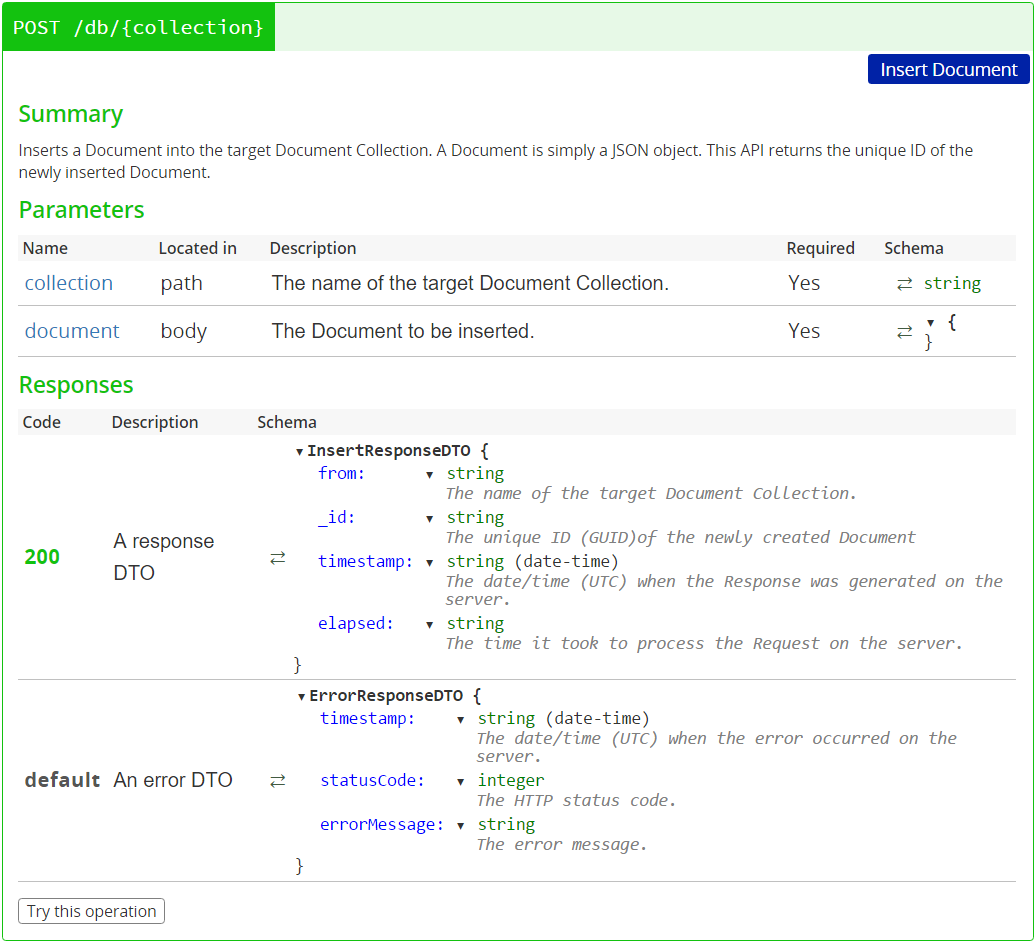 POST /db/{collection}
Insert Document
Summary
Inserts a Document into the target Document Collection. A Document is simply a JSON object. This API returns the unique ID of the
newly inserted Document.
Parameters
Name Located in Description Required Schema
collection path The name of the target Document Collection. Yes ⇄ string
document body The Document to be inserted. Yes ⇄ ▼ {
}
Responses
Code Description Schema
200 A response DTO ⇄
▼ InsertResponseDTO {
from: ▼ string
The name of the target Document Collection.
_id: ▼ string
The unique ID (GUID)of the newly created Document
timestamp: ▼ string (date-time)
The date/time (UTC) when the Response was generated on the
server.
elapsed: ▼ string
The time it took to process the Request on the server.
}
default An error DTO ⇄
▼ ErrorResponseDTO {
timestamp: ▼ string (date-time)
The date/time (UTC) when the error occurred on the
server.
statusCode: ▼ integer
The HTTP status code.
errorMessage: ▼ string
The error message.
}
Try this operation